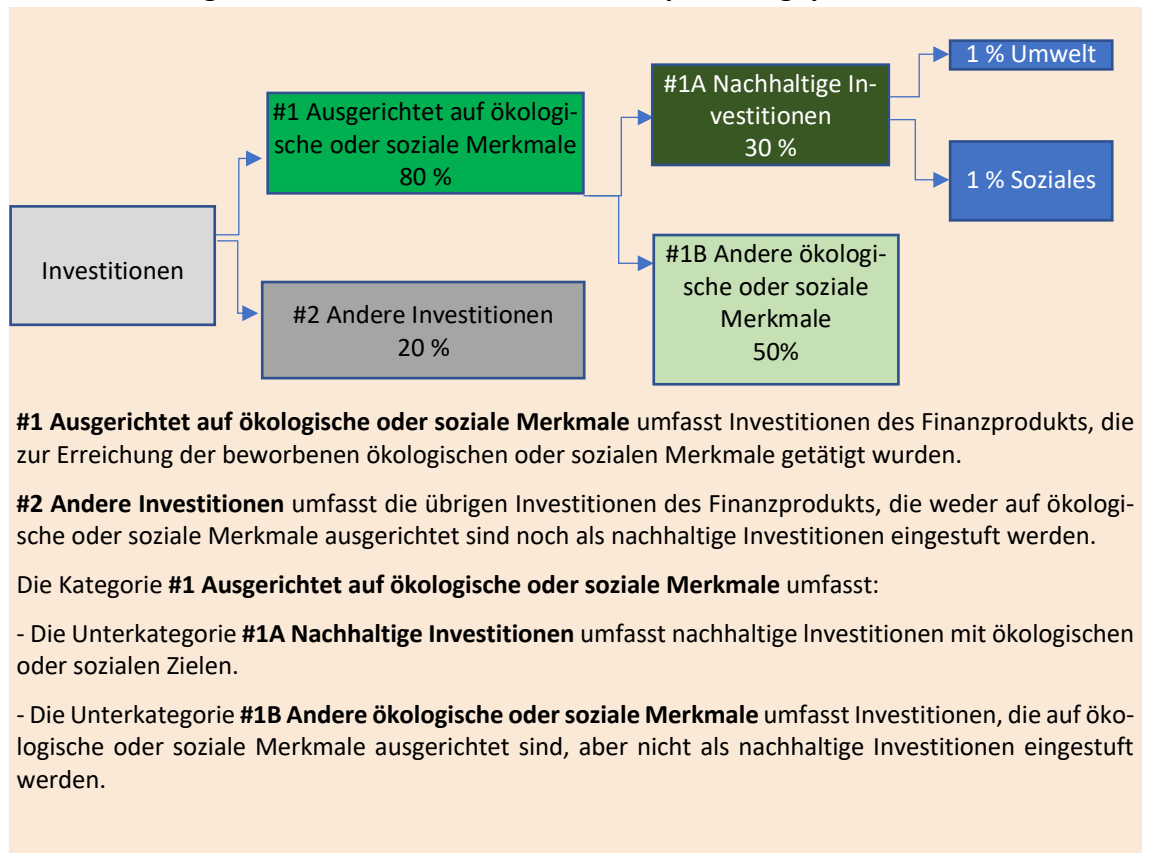 1 % Umwelt
#1A Nachhaltige In-
vestitionen
30 %
#1 Ausgerichtet auf ökologi-
sche oder soziale Merkmale
80 %
1 % Soziales
Investitionen
#1B Andere ökologi-
sche oder soziale
Merkmale
50%
#2 Andere Investitionen
20 %
#1 Ausgerichtet auf ökologische oder soziale Merkmale umfasst Investitionen des Finanzprodukts, die
zur Erreichung der beworbenen ökologischen oder sozialen Merkmale getätigt wurden.
#2 Andere Investitionen umfasst die übrigen Investitionen des Finanzprodukts, die weder auf ökologi-
sche oder soziale Merkmale ausgerichtet sind noch als nachhaltige Investitionen eingestuft werden.
Die Kategorie #1 Ausgerichtet auf ökologische oder soziale Merkmale umfasst:
- Die Unterkategorie #1A Nachhaltige Investitionen umfasst nachhaltige lnvestitionen mit ökologischen
oder sozialen Zielen.
- Die Unterkategorie #1B Andere ökologische oder soziale Merkmale umfasst Investitionen, die auf öko-
logische oder soziale Merkmale ausgerichtet sind, aber nicht als nachhaltige Investitionen eingestuft
werden.